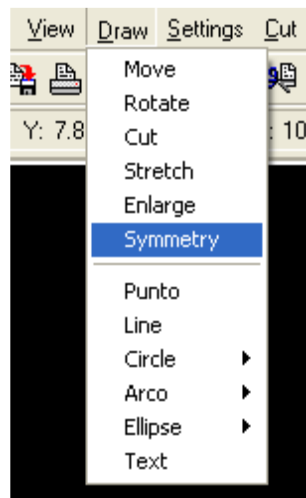 View Draw Settings Cut
Y: 7.8 : 10
Move
Rotate
Cut
Stretch
Enlarge
Symmetry
Punto
Line
Circle
Arco
Ellipse
Text